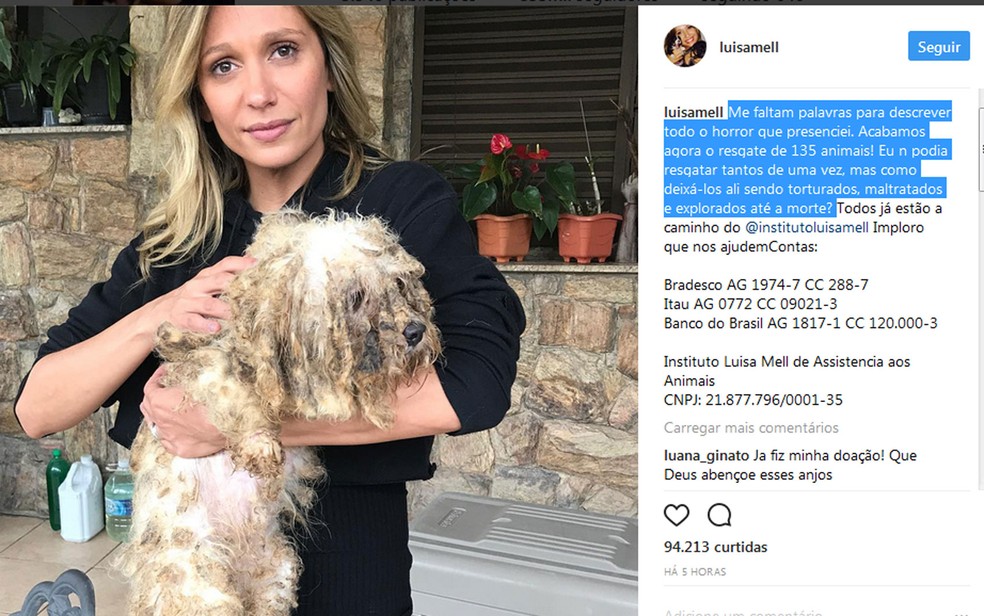 luisamell
Seguir
luisamell Me faltam palavras para descrever
todo o horror que presenciei. Acabamos
agora o resgate de 135 animais! Eu n podia
resgatar tantos de uma vez, mas como
deixá-los ali sendo torturados, maltratados
e explorados até a morte? Todos já estão a
caminho do @institutoluisamell Imploro
que nos ajudemContas:
Bradesco AG 1974-7 CC 288-7
Itau AG 0772 CC 09021-3
Banco do Brasil AG 1817-1 CC 120.000-3
Instituto Luisa Mell de Assistencia aos
Animais
CNPJ: 21.877.796/0001-35
Carregar mais comentários
luana_ginato Ja fiz minha doação! Que
Deus abençoe esses anjos
94.213 curtidas
HÁ 5 HORAS
Adicione um comentário